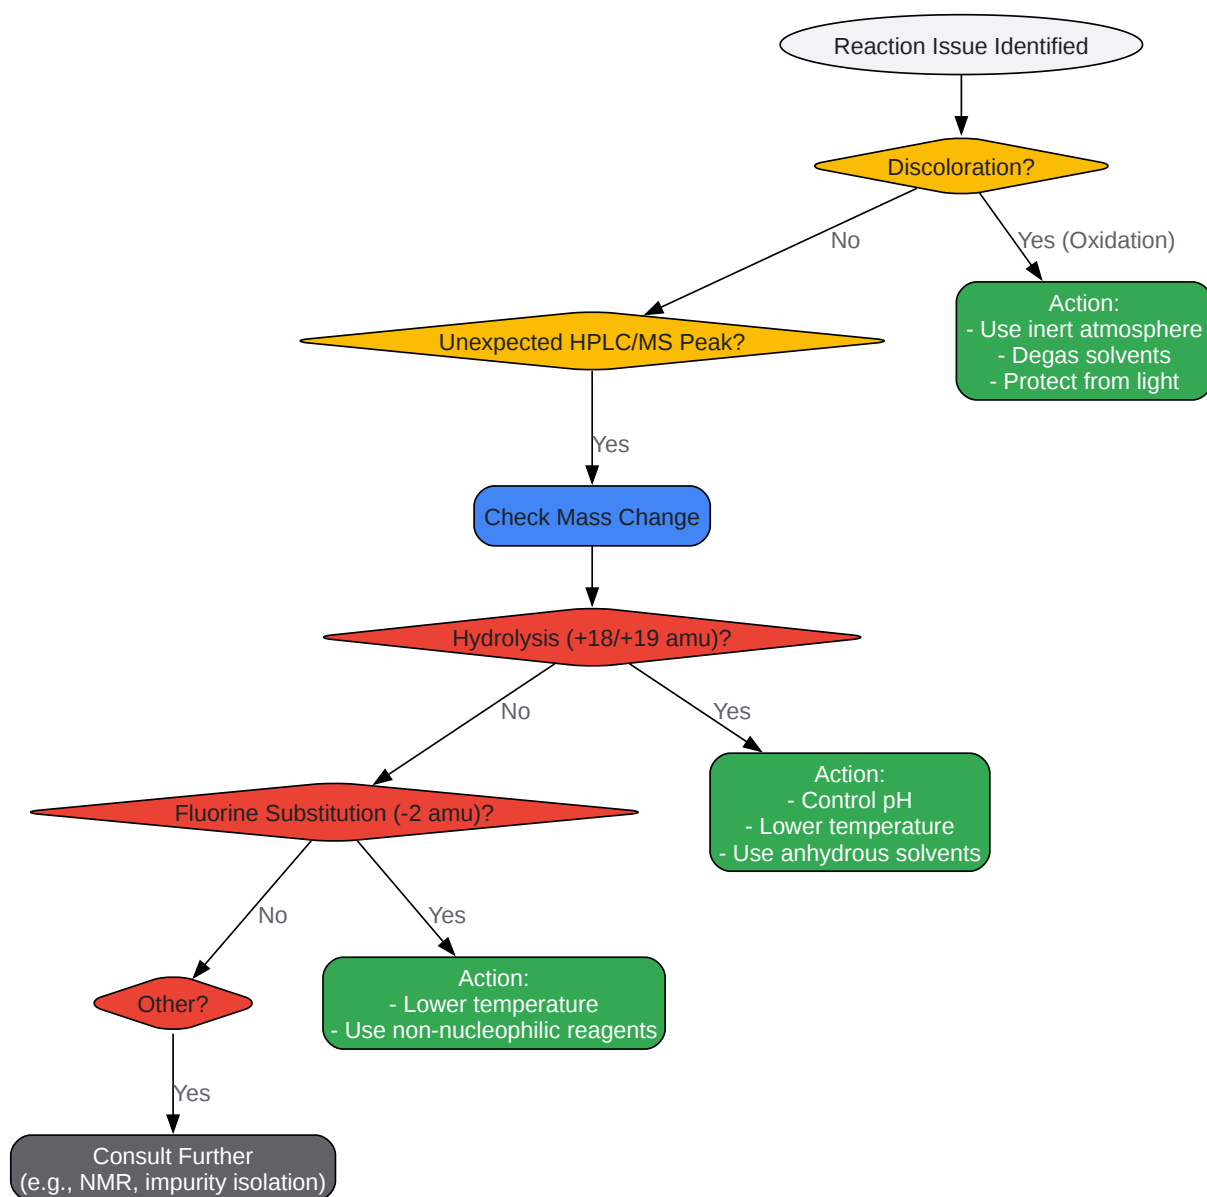 Reaction Issue Identified
Discoloration?
No
Yes (Oxidation)
Action:
- Use inert atmosphere
- Degas solvents
- Protect from light
Unexpected HPLC/MS Peak?
Yes
Check Mass Change
Hydrolysis (+18/+19 amu)?
No
Yes
Action:
- Control pH
- Lower temperature
- Use anhydrous solvents
Fluorine Substitution (-2 amu)?
No
Yes
Action:
- Lower temperature
- Use non-nucleophilic reagents
Other?
Yes
Consult Further
(e.g., NMR, impurity isolation)